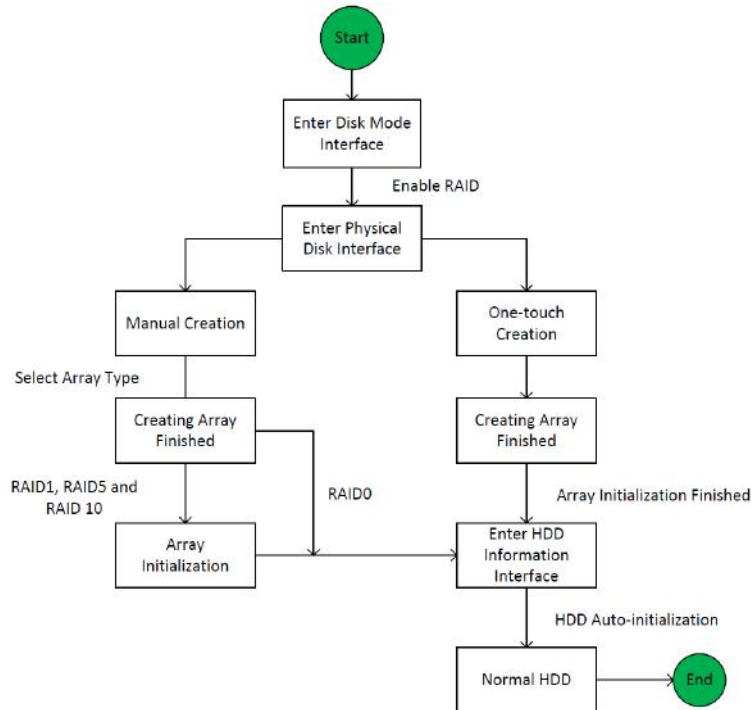 Start
Enter Disk Mode
Interface
Enable RAID
Enter Physical
Disk Interface
Manual Creation
One-touch
Creation
Select Array Type
Creating Array
Finished
Creating Array
Finished
RAID1, RAID5 and
RAID 10
RAID0
Array Initialization Finished
Array
Initialization
Enter HDD
Information
Interface
HDD Auto-initialization
Normal HDD
End